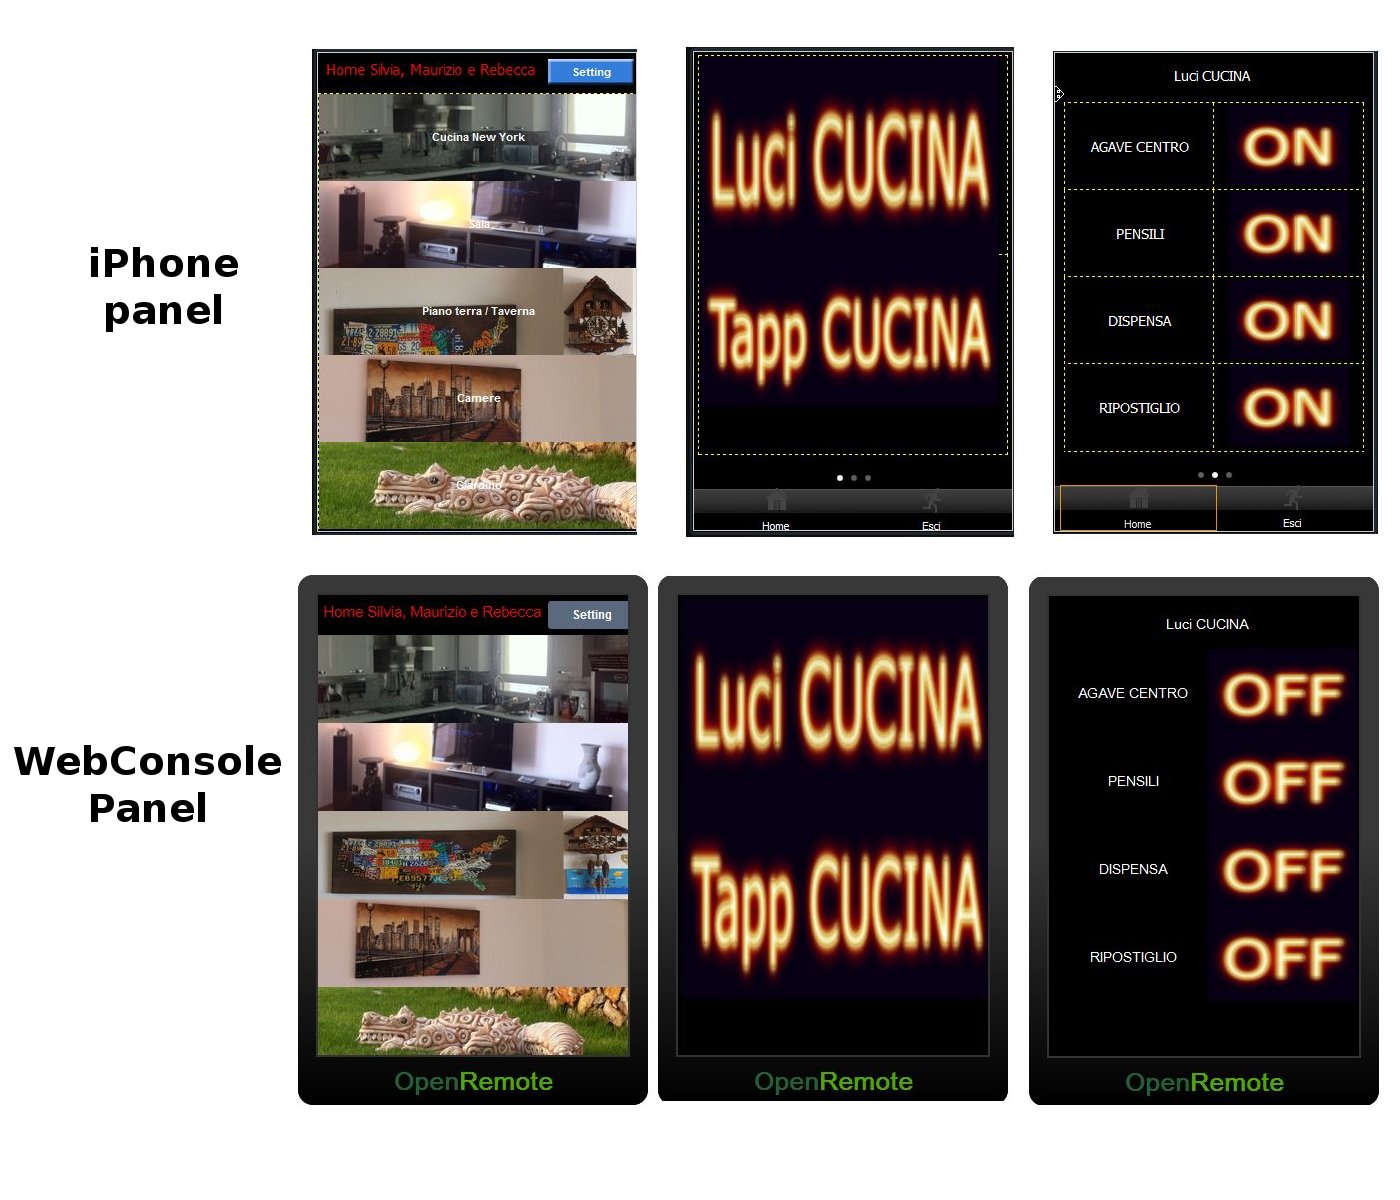 iPhone
panel
Home Silvia, Maurizio e Rebecca
Setting
Cucina New York
Sala
Piano terra / Taverna
Camere
Giardino
Luci CUCINA
Tapp CUCINA
Home
Esci
Luci CUCINA
AGAVE CENTRO
ON
PENSILI
ON
DISPENSA
ON
RIPOSTIGLIO
ON
Home
Esci
WebConsole
Panel
Home Silvia, Maurizio e Rebecca
Setting
OpenRemote
Luci CUCINA
Tapp CUCINA
OpenRemote
Luci CUCINA
AGAVE CENTRO
OFF
PENSILI
OFF
DISPENSA
OFF
RIPOSTIGLIO
OFF
OpenRemote